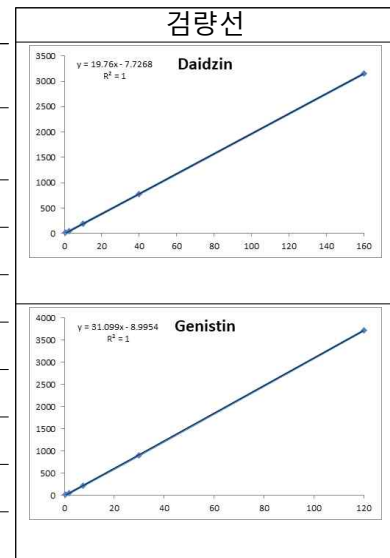 검량선
y = 19.76x - 7.7268
R² = 1
Daidzin
3500
3000
2500
2000
1500
1000
500
0
0 20 40 60 80 100 120 140 160
y = 31.099x - 8.9954
R² = 1
Genistin
4000
3500
3000
2500
2000
1500
1000
500
0
0 20 40 60 80 100 120